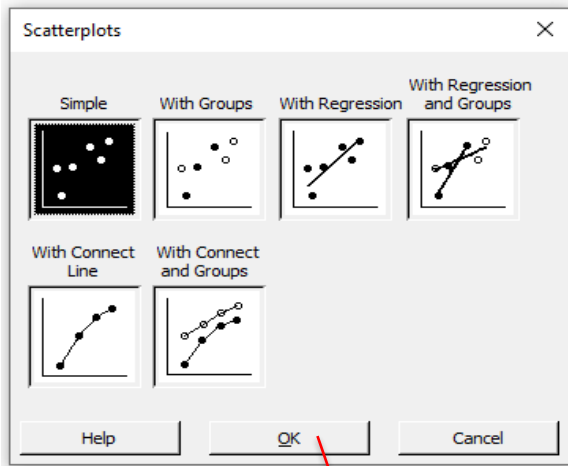 Scatterplots
Simple
With Groups
With Regression
With Regression
and Groups
With Connect
Line
With Connect
and Groups
Help
OK
Cancel